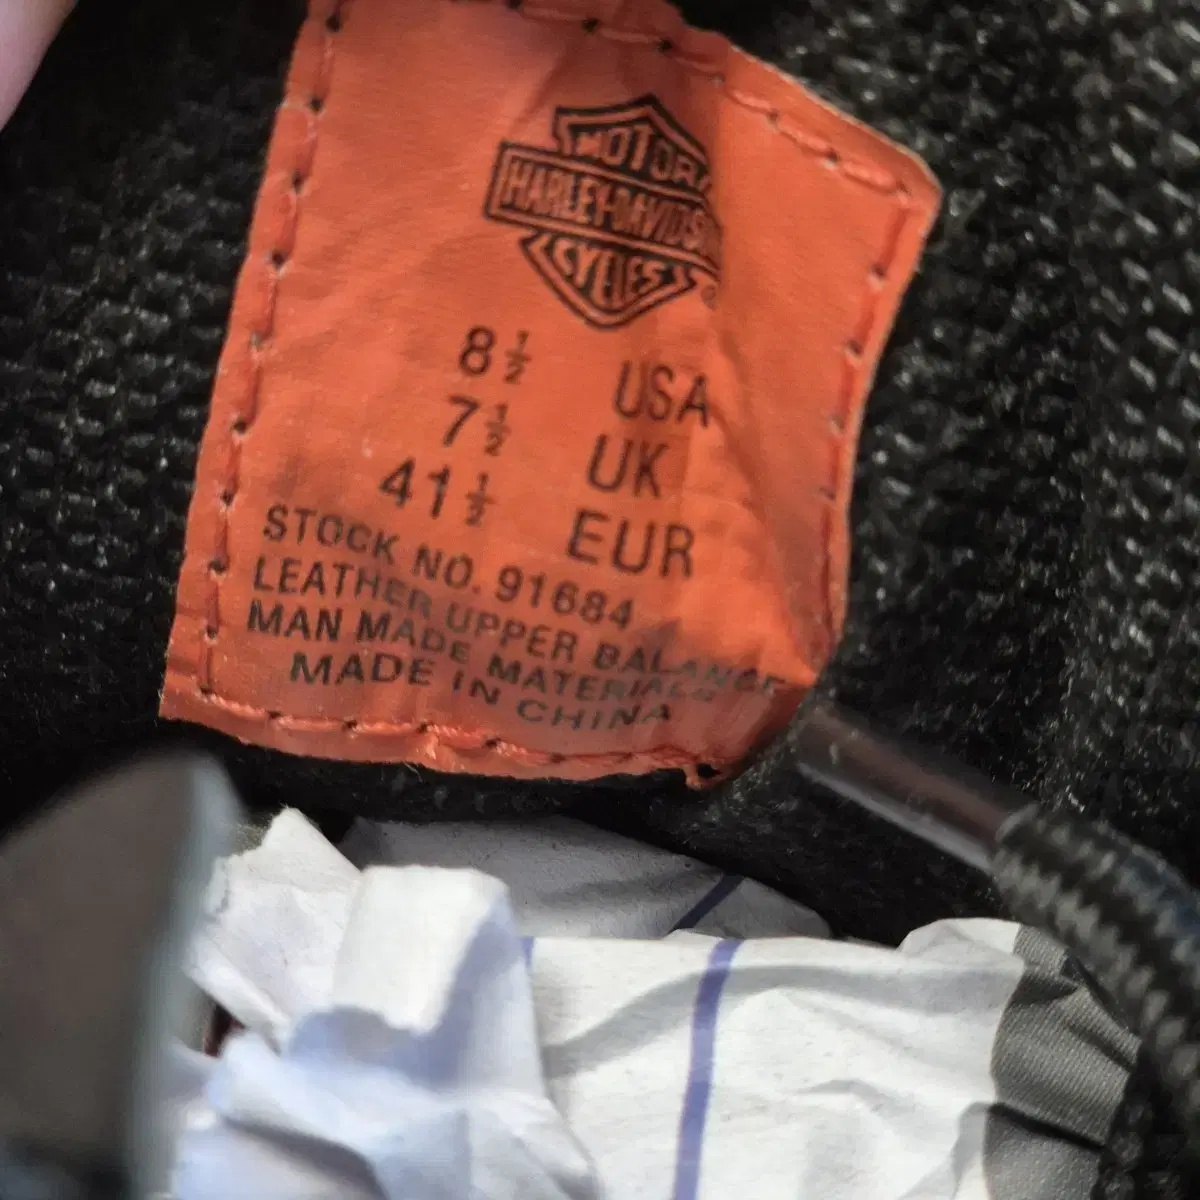 MOTOR
HARLEY-DAVIDSON
CYCLES
8½ USA
7½ UK
41½ EUR
STOCK NO. 91684
LEATHER UPPER BALANCE
MAN MADE MATERIALS
MADE IN CHINA